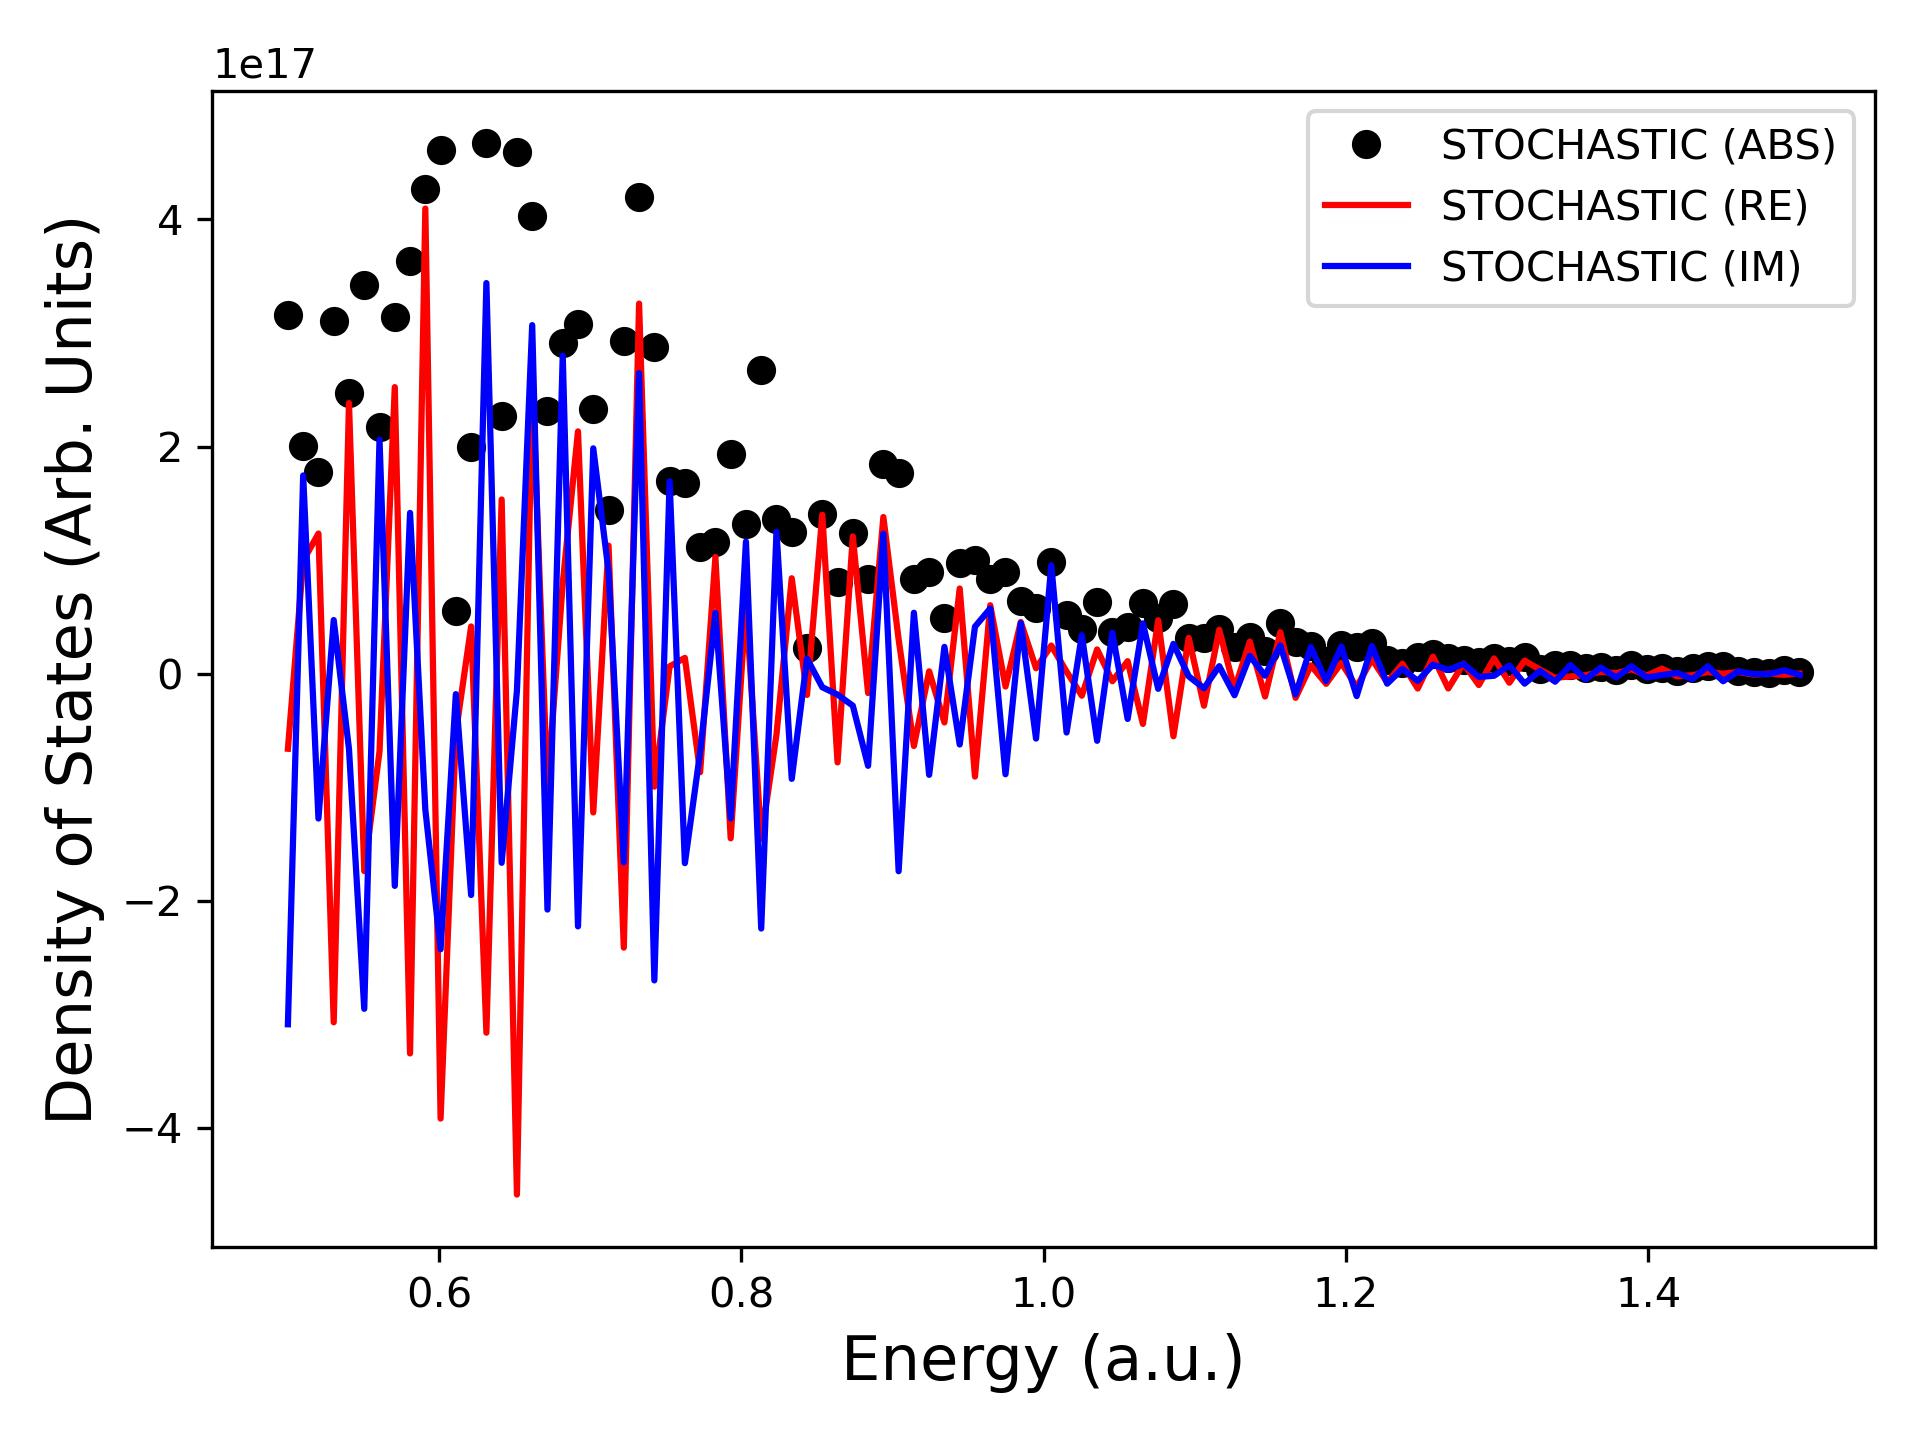 1e17
STOCHASTIC (ABS)
STOCHASTIC (RE)
STOCHASTIC (IM)
Density of States (Arb. Units)
4
2
0
−2
−4
0.6 0.8 1.0 1.2 1.4
Energy (a.u.)